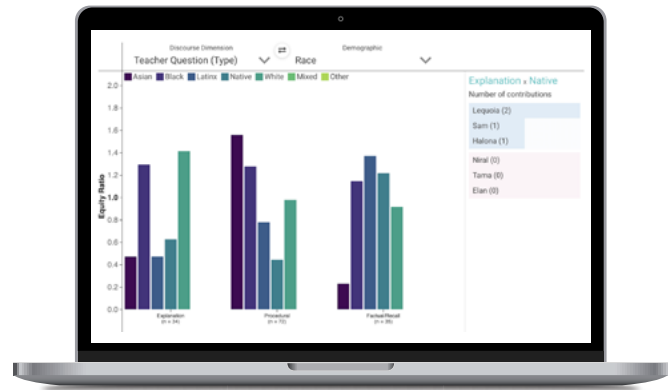 Discourse Dimension
Demographic
Teacher Question (Type)
Race
Asian Black Latinx Native White Mixed Other
2.0
1.8
1.6
1.4
1.2
1.0
0.8
0.6
0.4
0.2
0.0
Equity Ratio
Explanation
(n = 34)
Procedural
(n = 72)
Factual Recall
Explanation x Native
Number of contributions
Lequoia (2)
Sam (1)
Halona (1)
Niral (0)
Tama (0)
Elan (0)